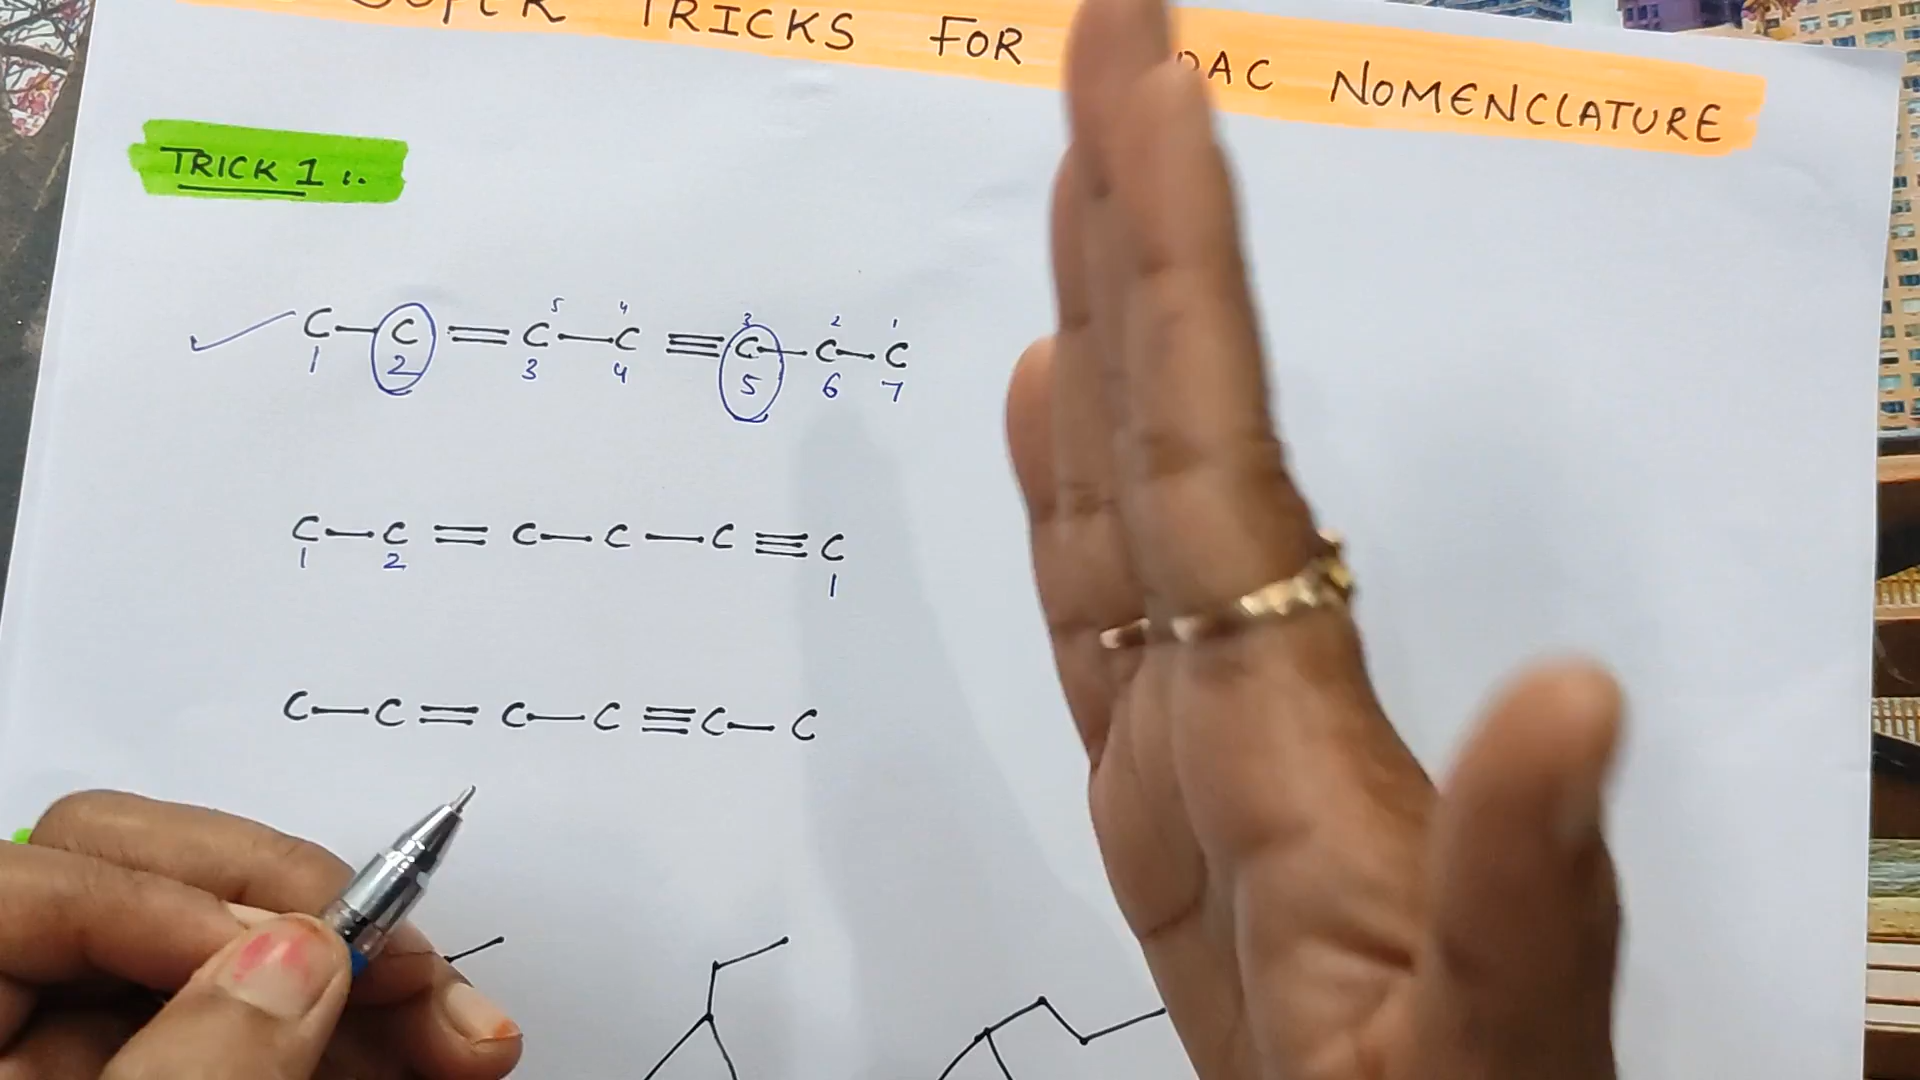 TRICKS FOR NOMENCLATURE
TRICK 1 :.
5 4 3 2 1
C—C=C—C≡C—C—C
1 2 3 4 5 6 7
C—C=C—C—C≡C
1 2 1
C—C=C—C≡C—C